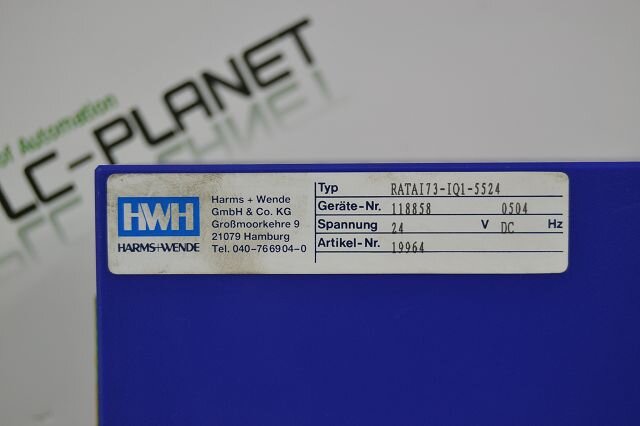 of Automation
LC-PLANET
HWH
HARMS+WENDE
Harms + Wende
GmbH & Co. KG
Großmoorkehre 9
21079 Hamburg
Tel. 040-766904-0
Typ RATAI73-IQ1-5524
Geräte-Nr. 118858 0504
Spannung 24 V DC Hz
Artikel-Nr. 19964